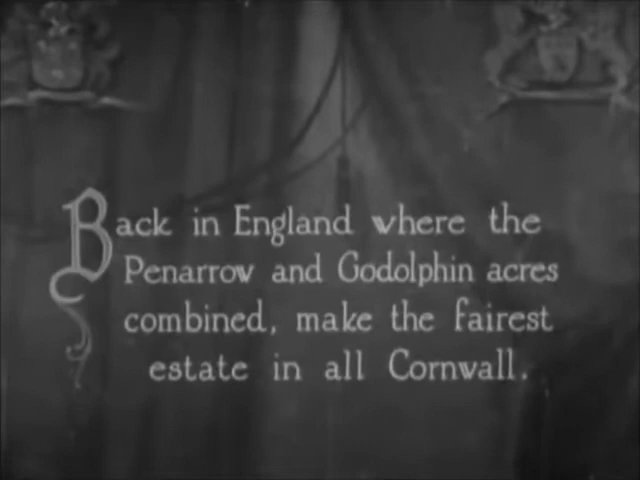 Back in England where the
Penarrow and Godolphin acres
combined, make the fairest
estate in all Cornwall.